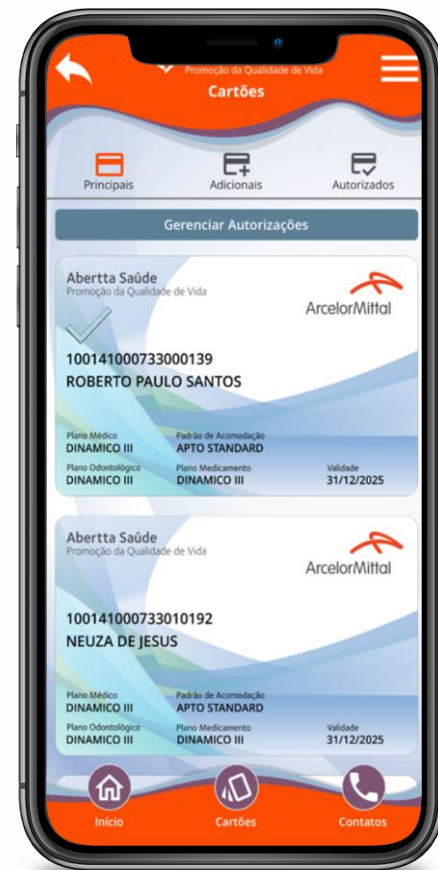 Promoção da Qualidade de Vida
Cartões
Principais
Adicionais
Autorizados
Gerenciar Autorizações
Abertta Saúde
Promoção da Qualidade de Vida
ArcelorMittal
100141000733000139
ROBERTO PAULO SANTOS
Plano Médico Padrão de Acomodação
DINAMICO III APTO STANDARD
Plano Odontológico Plano Medicamento Validade
DINAMICO III DINAMICO III 31/12/2025
Abertta Saúde
Promoção da Qualidade de Vida
ArcelorMittal
100141000733010192
NEUZA DE JESUS
Plano Médico Padrão de Acomodação
DINAMICO III APTO STANDARD
Plano Odontológico Plano Medicamento Validade
DINAMICO III DINAMICO III 31/12/2025
Início
Cartões
Contatos